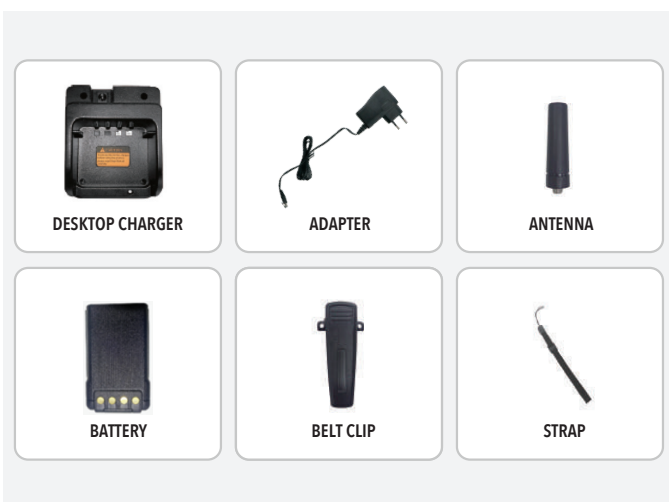 DESKTOP CHARGER
ADAPTER
ANTENNA
BATTERY
BELT CLIP
STRAP